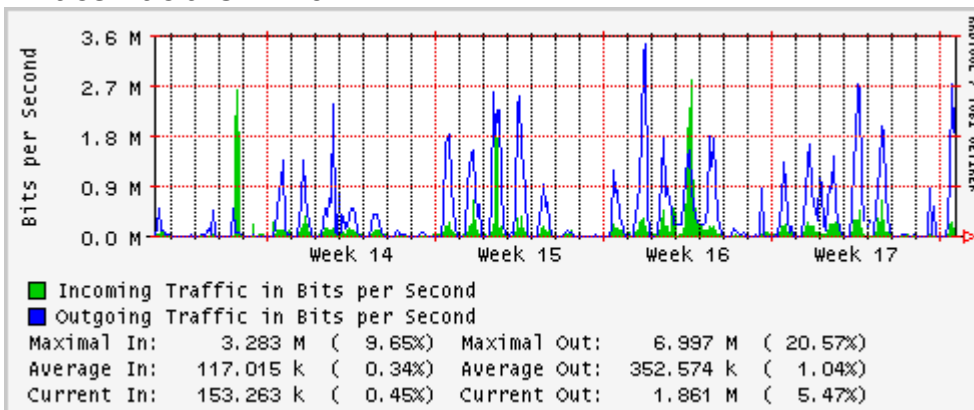 3.6 M
2.7 M
1.8 M
0.9 M
0.0 M
Bits per Second
Week 14 Week 15 Week 16 Week 17
Incoming Traffic in Bits per Second
Outgoing Traffic in Bits per Second
Maximal In: 3.283 M ( 9.65%) Maximal Out: 6.997 M ( 20.57%)
Average In: 117.015 k ( 0.34%) Average Out: 352.574 k ( 1.04%)
Current In: 153.263 k ( 0.45%) Current Out: 1.861 M ( 5.47%)